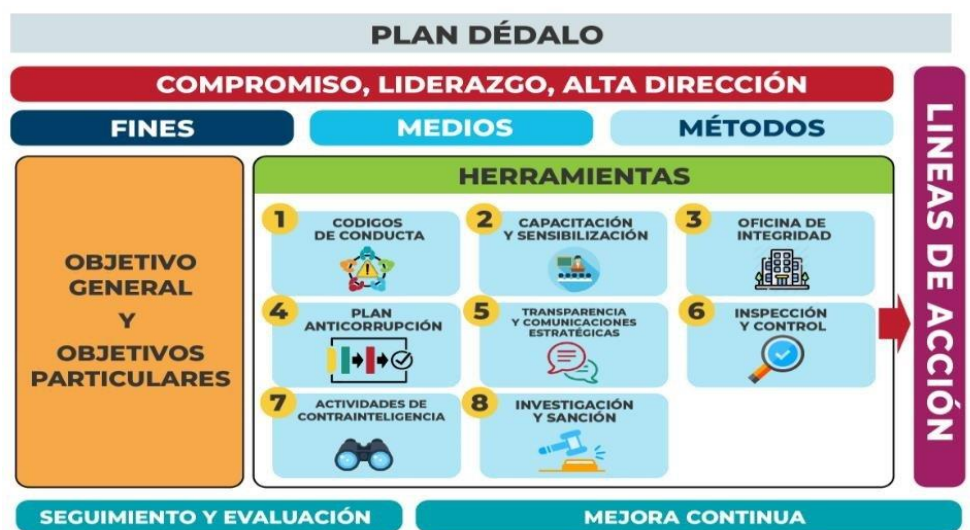 PLAN DÉDALO
COMPROMISO, LIDERAZGO, ALTA DIRECCIÓN
FINES
MEDIOS
MÉTODOS
OBJETIVO
GENERAL
Y
OBJETIVOS
PARTICULARES
HERRAMIENTAS
1
CODIGOS
DE CONDUCTA
2
CAPACITACIÓN
Y SENSIBILIZACIÓN
3
OFICINA DE
INTEGRIDAD
4
PLAN
ANTICORRUPCIÓN
5
TRANSPARENCIA
Y COMUNICACIONES
ESTRATÉGICAS
6
INSPECCIÓN
Y CONTROL
7
ACTIVIDADES DE
CONTRAINTELIGENCIA
8
INVESTIGACIÓN
Y SANCIÓN
LINEAS DE ACCIÓN
SEGUIMIENTO Y EVALUACIÓN
MEJORA CONTINUA